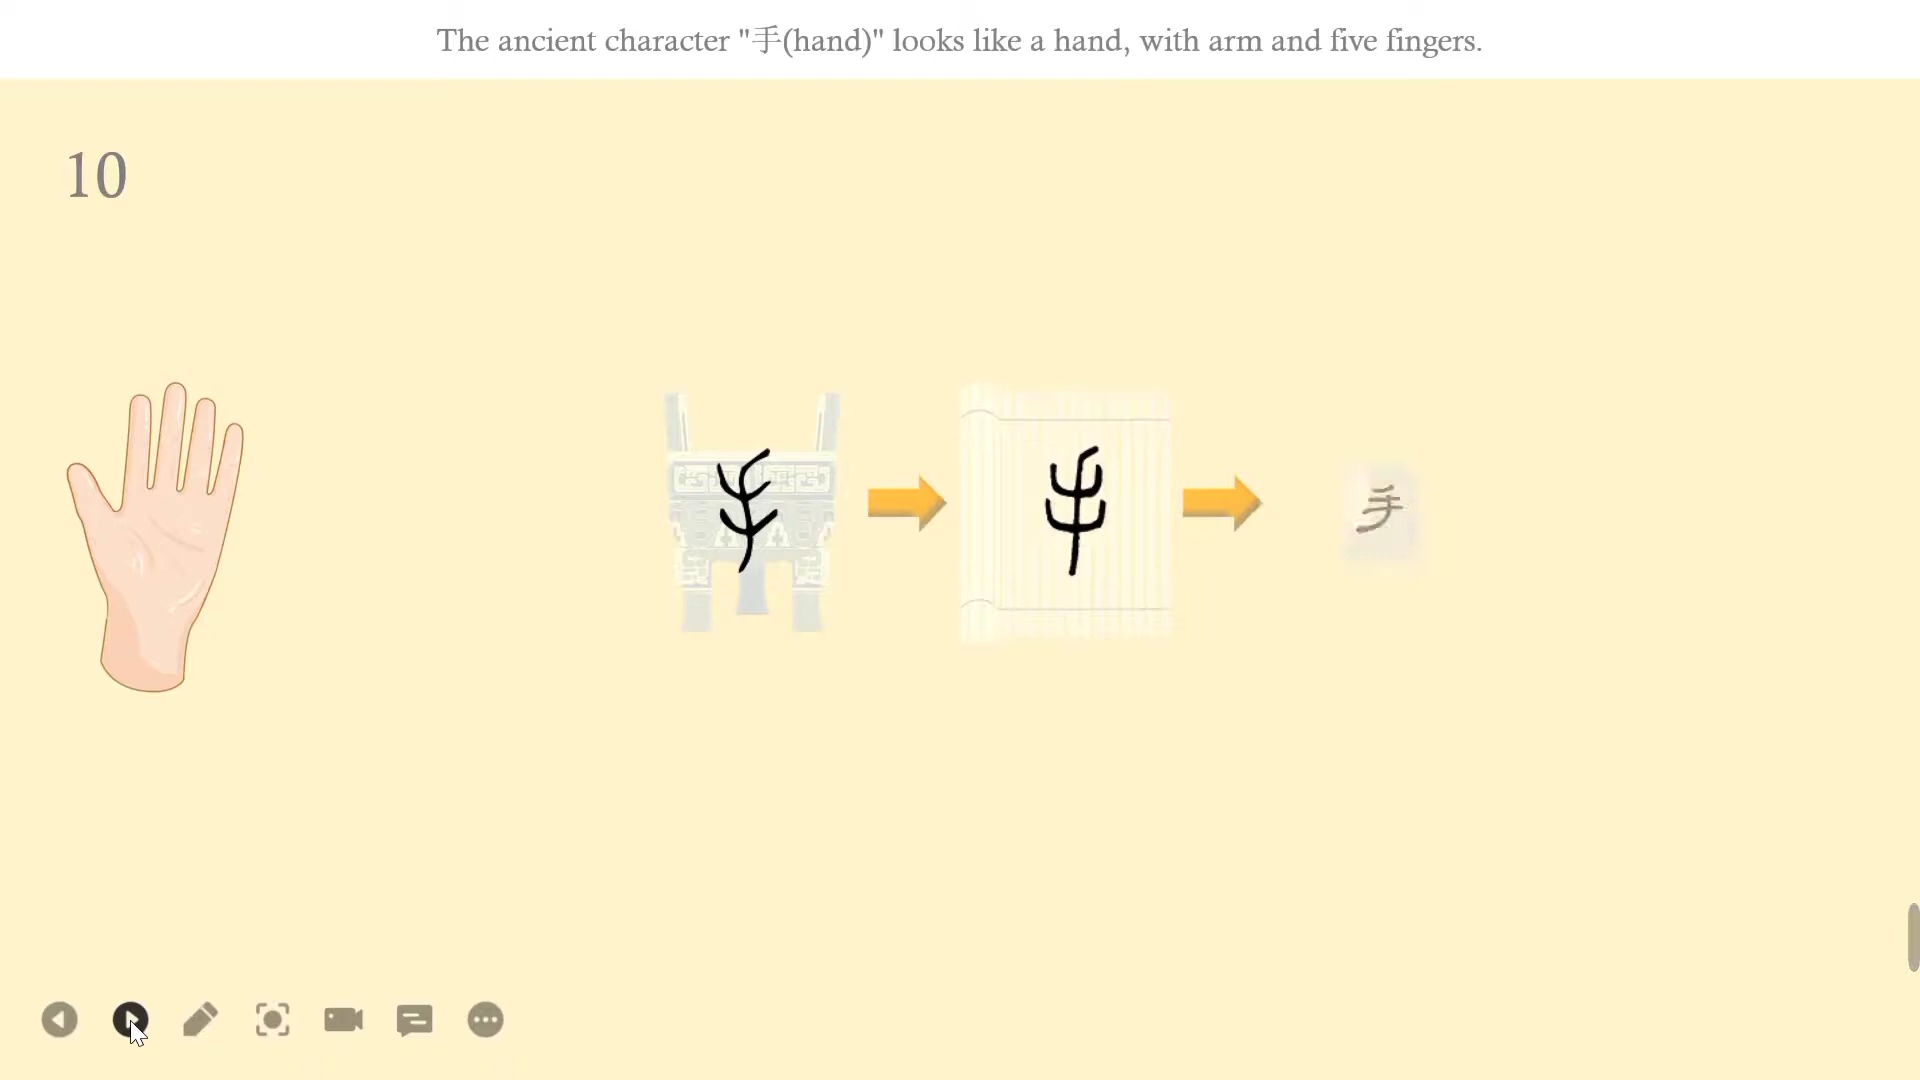 The ancient character "手(hand)" looks like a hand, with arm and five fingers.
10
手